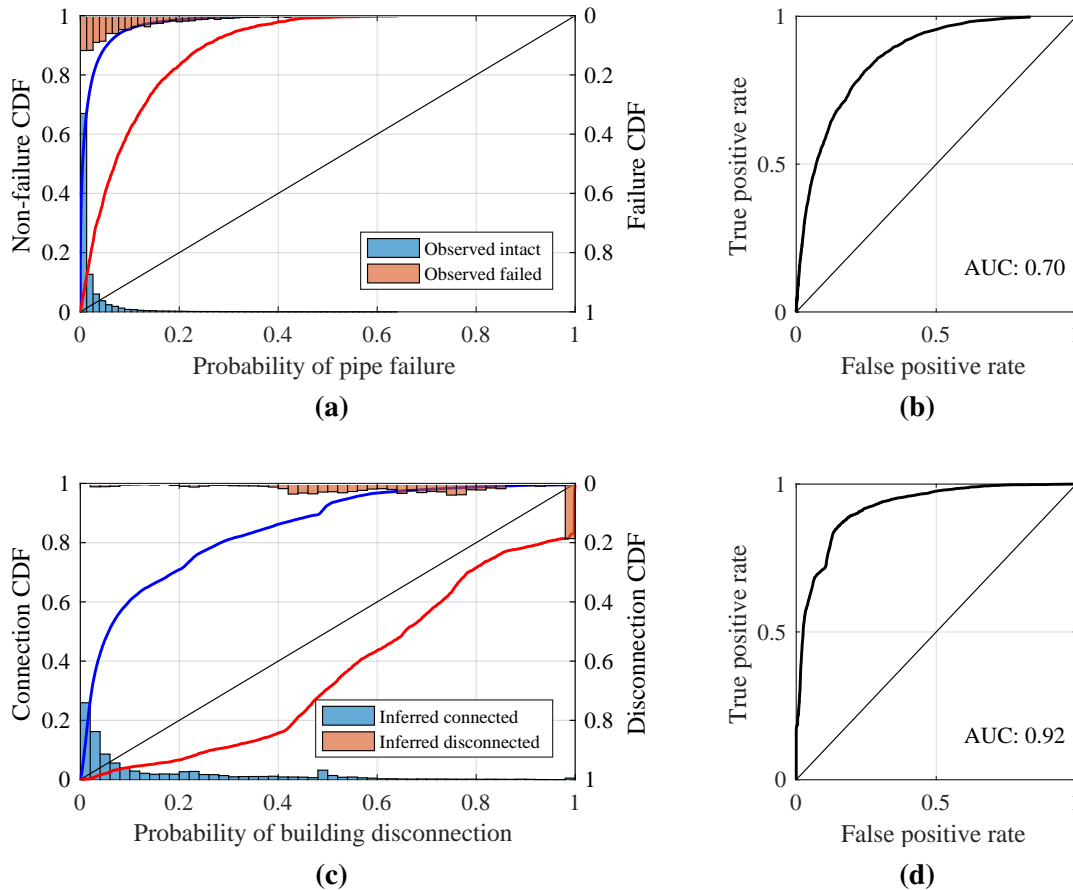 1
0.8
0.6
0.4
0.2
0
0
0.2
0.4
0.6
0.8
1
0
0.2
0.4
0.6
0.8
1
Non-failure CDF
Failure CDF
Observed intact
Observed failed
Probability of pipe failure
(a)
1
0.5
0
0
0.5
1
True positive rate
AUC: 0.70
False positive rate
(b)
1
0.8
0.6
0.4
0.2
0
0
0.2
0.4
0.6
0.8
1
0
0.2
0.4
0.6
0.8
1
Connection CDF
Disconnection CDF
Inferred connected
Inferred disconnected
Probability of building disconnection
(c)
1
0.5
0
0
0.5
1
True positive rate
AUC: 0.92
False positive rate
(d)